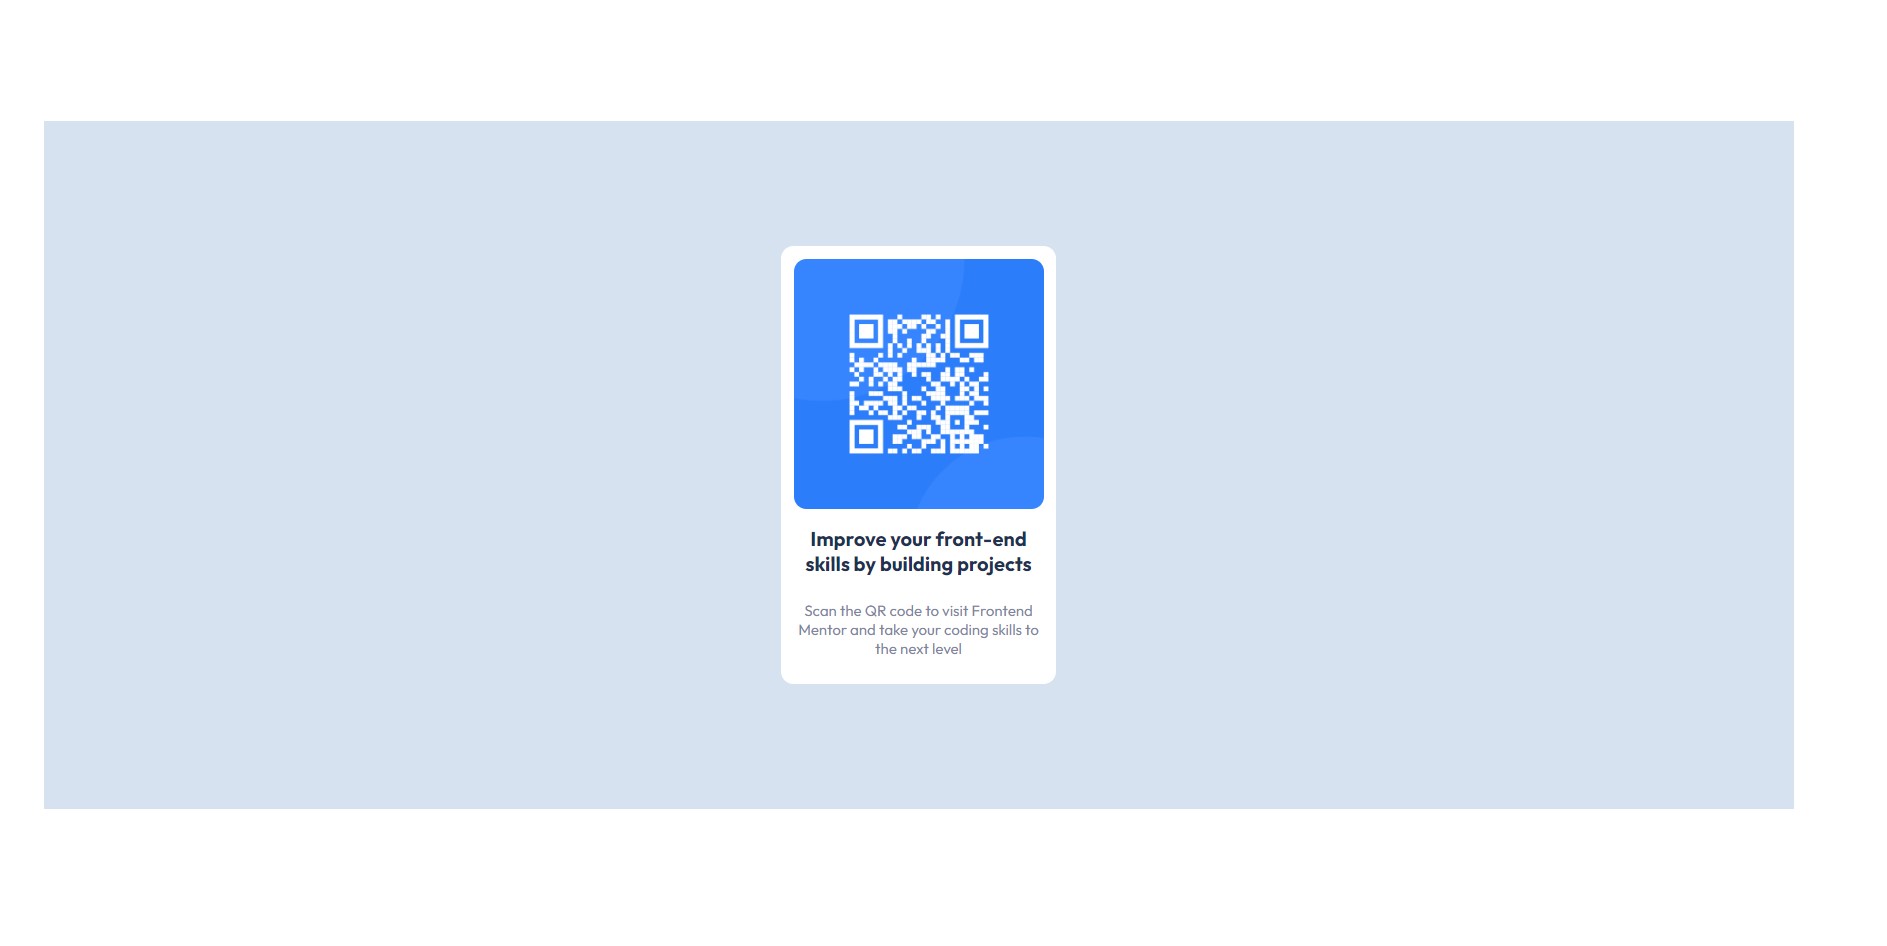 Improve your front-end
skills by building projects
Scan the QR code to visit Frontend
Mentor and take your coding skills to
the next level